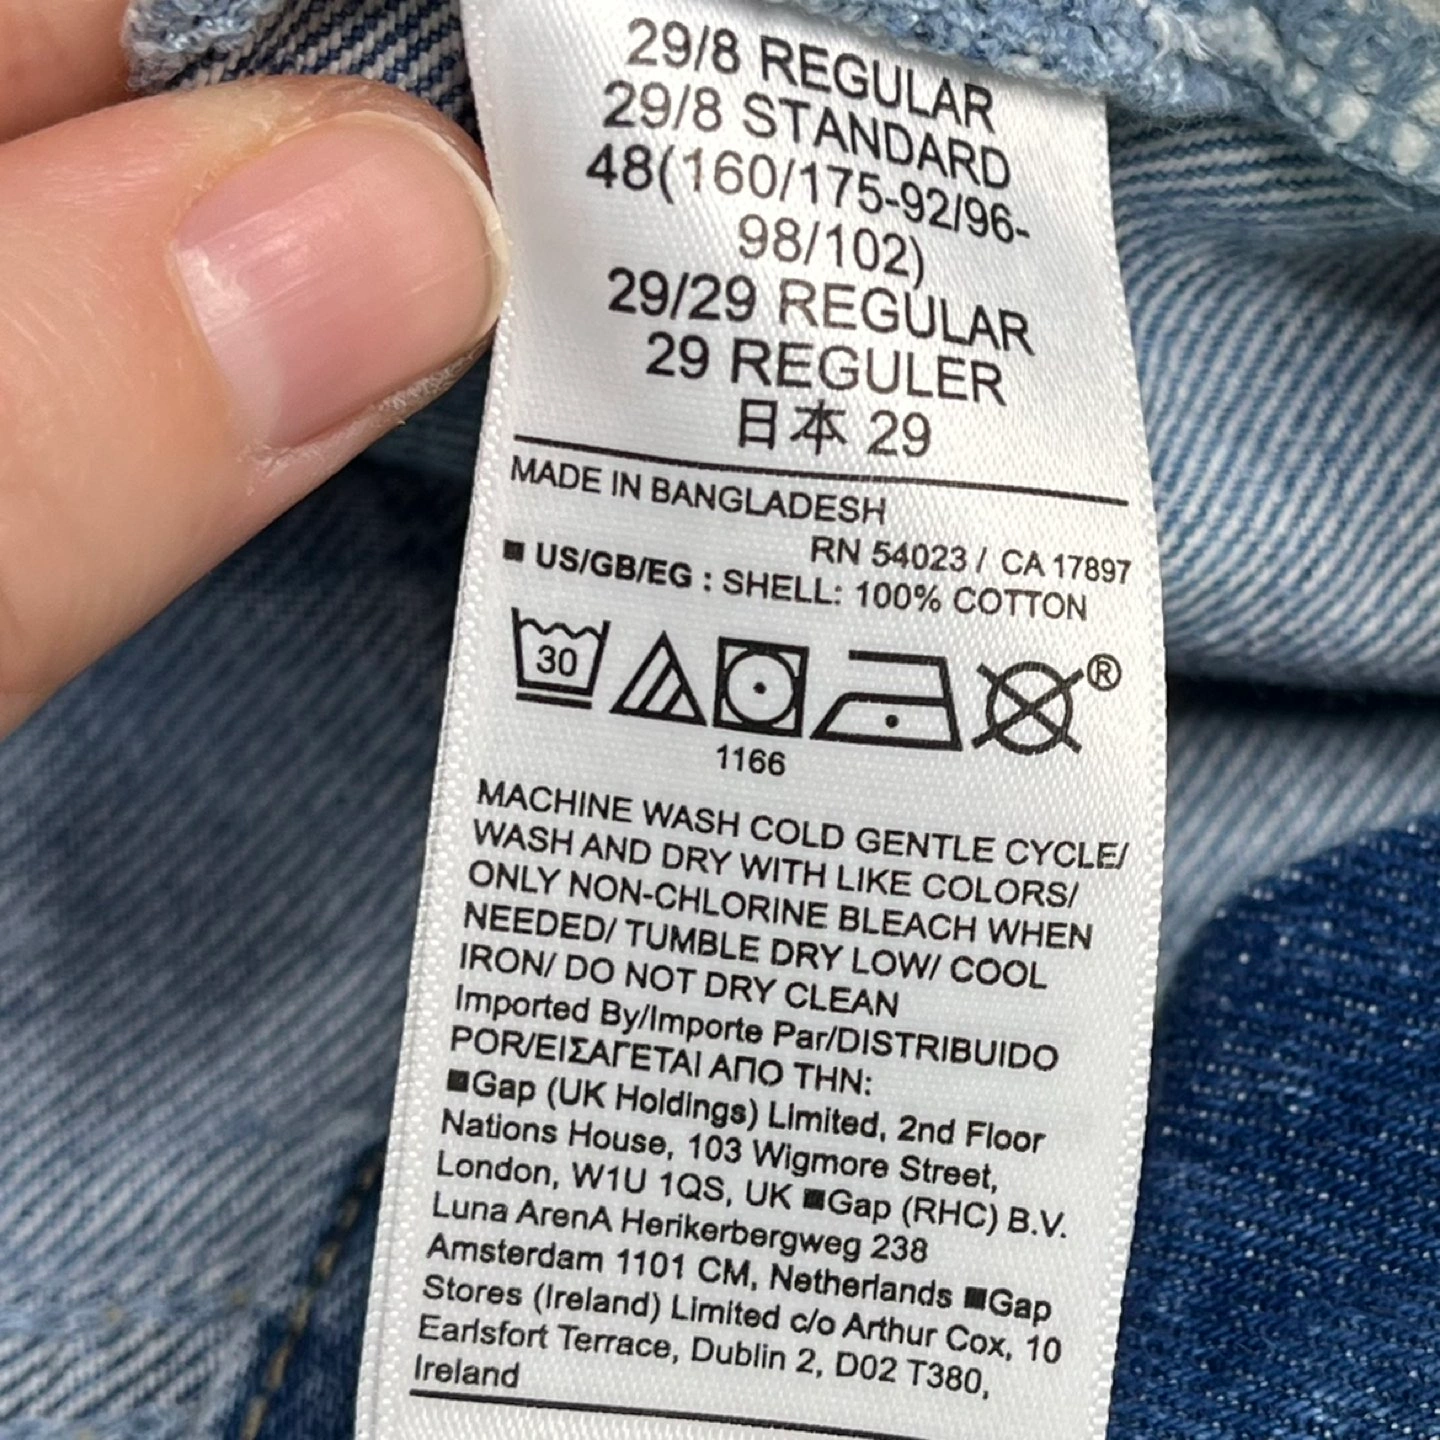 29/8 REGULAR
29/8 STANDARD
48(160/175-92/96-
98/102)
29/29 REGULAR
29 REGULER
日本 29
MADE IN BANGLADESH
RN 54023 / CA 17897
■ US/GB/EG : SHELL: 100% COTTON
30
®
1166
MACHINE WASH COLD GENTLE CYCLE/
WASH AND DRY WITH LIKE COLORS/
ONLY NON-CHLORINE BLEACH WHEN
NEEDED/ TUMBLE DRY LOW/ COOL
IRON/ DO NOT DRY CLEAN
Imported By/Importe Par/DISTRIBUIDO
POR/ΕΙΣΑΓΕΤΑΙ ΑΠΟ ΤΗΝ:
■Gap (UK Holdings) Limited, 2nd Floor
Nations House, 103 Wigmore Street,
London, W1U 1QS, UK ■Gap (RHC) B.V.
Luna ArenA Herikerbergweg 238
Amsterdam 1101 CM, Netherlands ■Gap
Stores (Ireland) Limited c/o Arthur Cox, 10
Earlsfort Terrace, Dublin 2, D02 T380,
Ireland